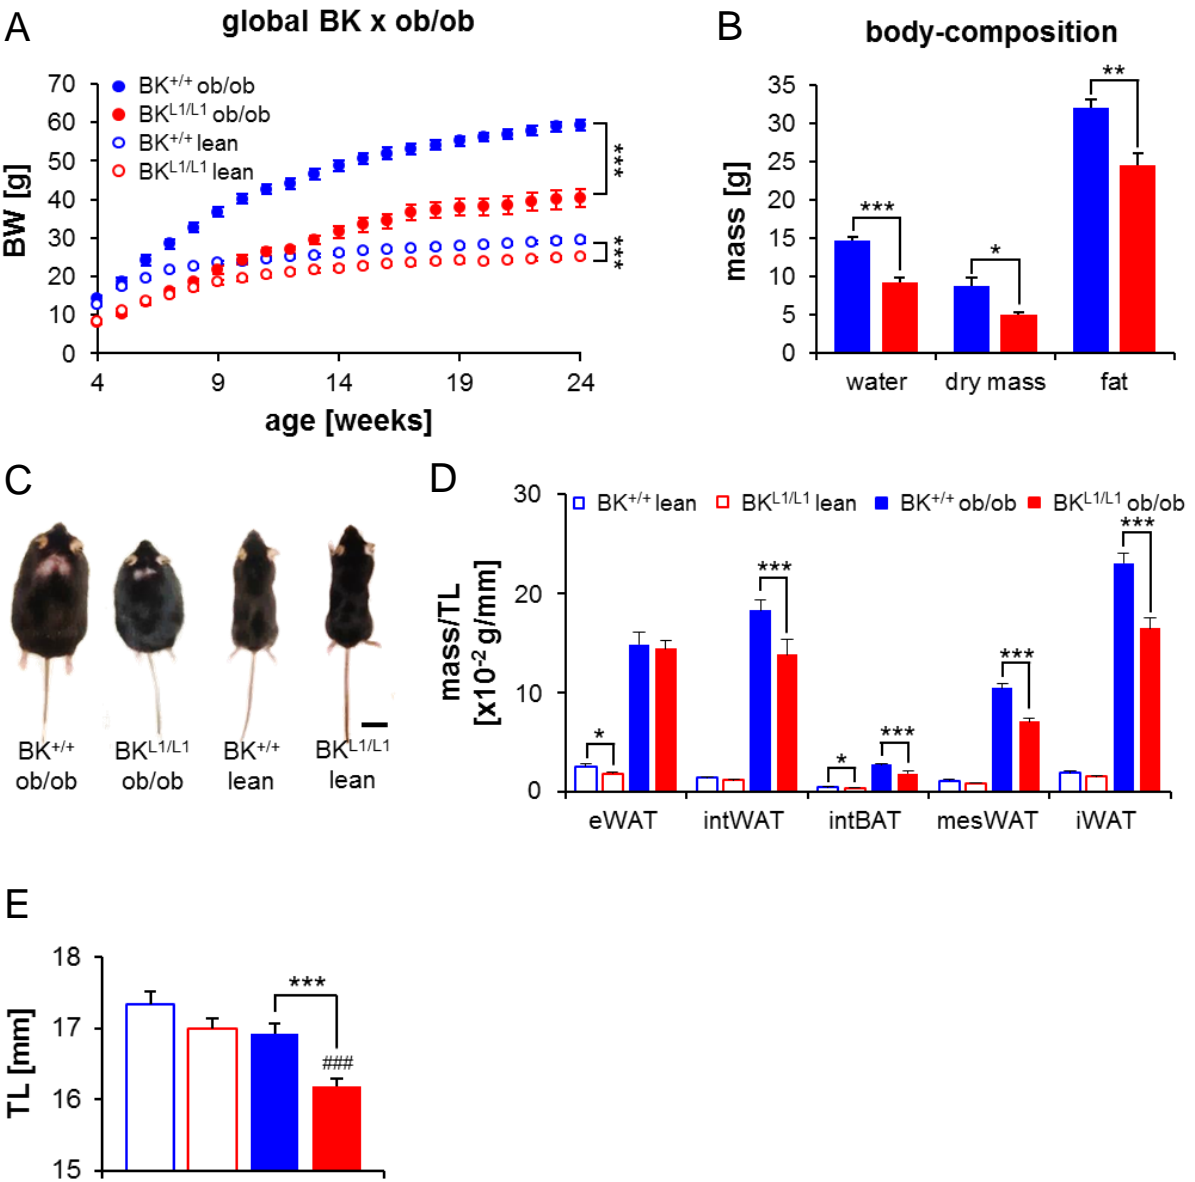 A
global BK x ob/ob
BW [g]
70
60
50
40
30
20
10
0
BK+/+ ob/ob
BKL1/L1 ob/ob
BK+/+ lean
BKL1/L1 lean
***
***
4 9 14 19 24
age [weeks]
B
body-composition
mass [g]
35
30
25
20
15
10
5
0
***
*
**
water dry mass fat
C
BK+/+ BKL1/L1 BK+/+ BKL1/L1
ob/ob ob/ob lean lean
D
mass/TL
[x10-2 g/mm]
30
20
10
0
BK+/+ lean BKL1/L1 lean BK+/+ ob/ob BKL1/L1 ob/ob
*
***
*
***
***
***
eWAT intWAT intBAT mesWAT iWAT
E
TL [mm]
18
17
16
15
***
###